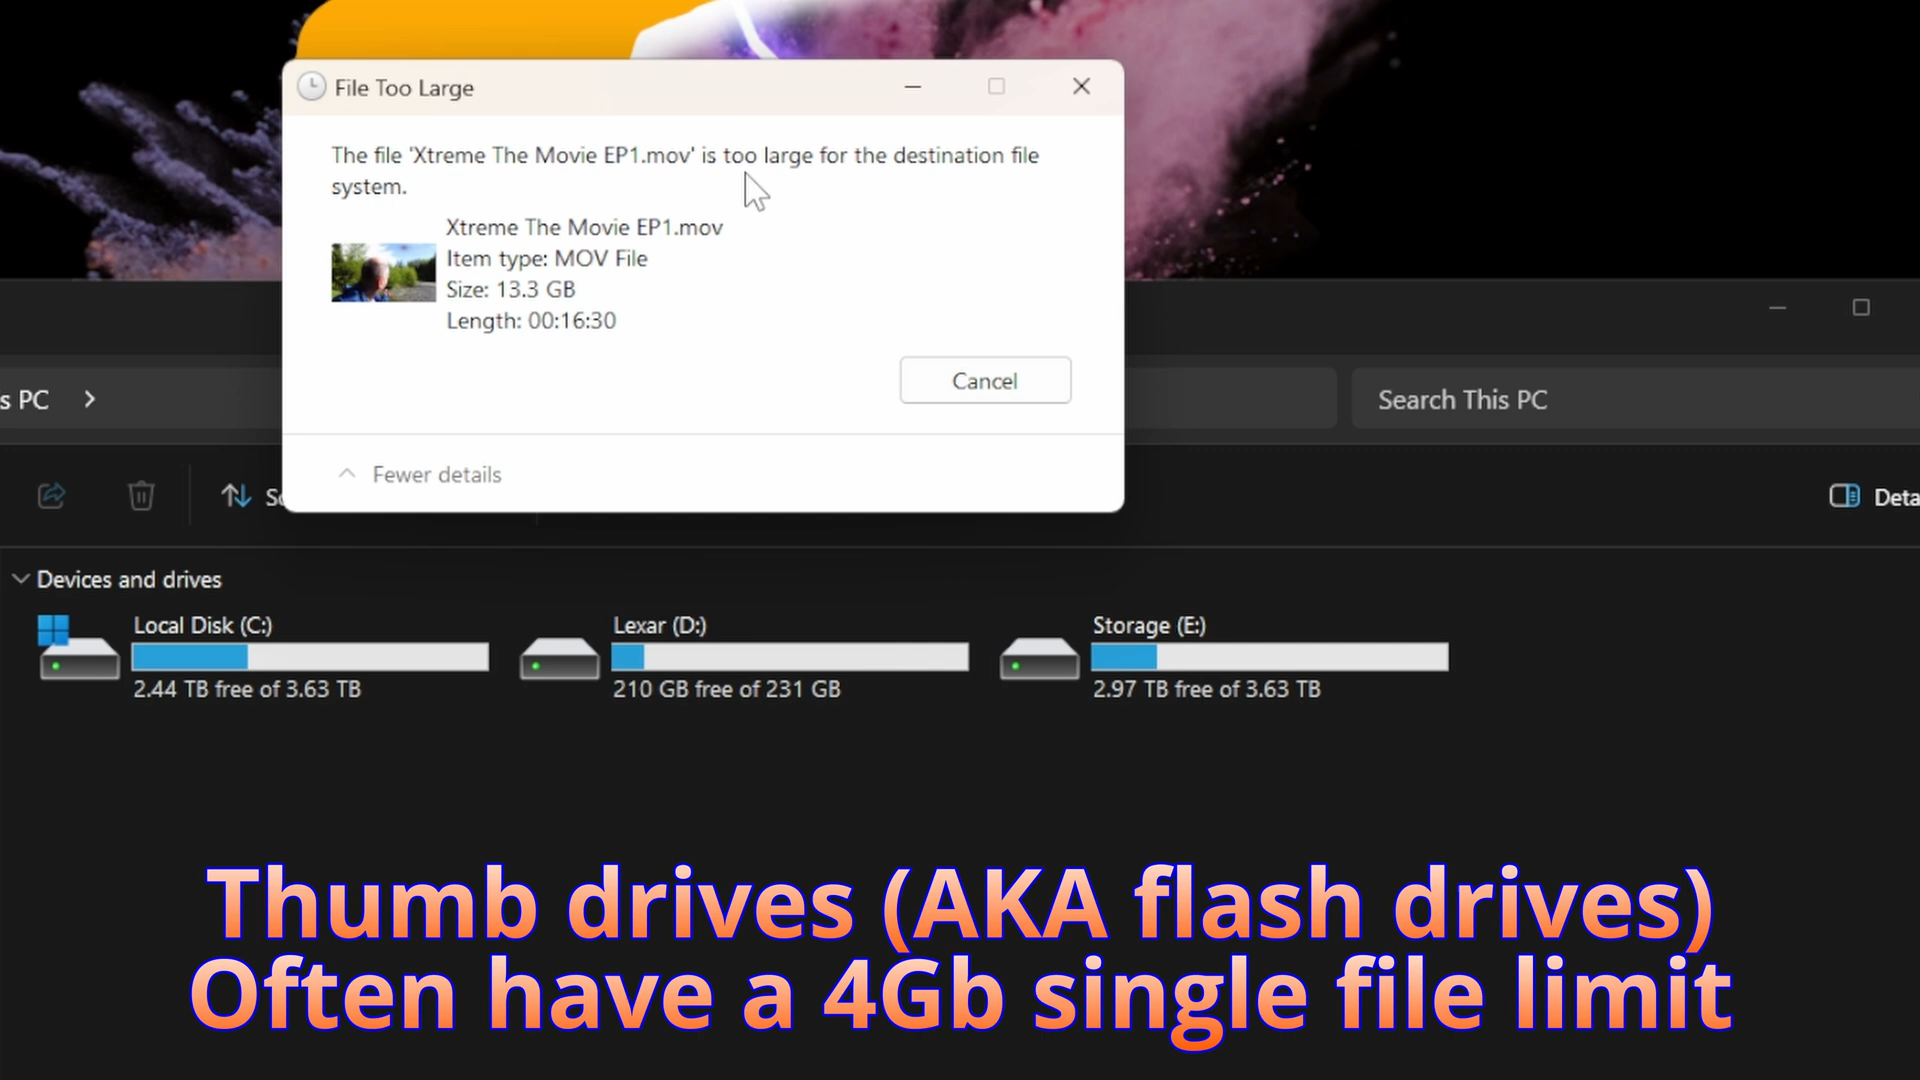 File Too Large
The file 'Xtreme The Movie EP1.mov' is too large for the destination file
system.
Xtreme The Movie EP1.mov
Item type: MOV File
Size: 13.3 GB
Length: 00:16:30
Cancel
Fewer details
s PC
Search This PC
So
Deta
Devices and drives
Local Disk (C:)
2.44 TB free of 3.63 TB
Lexar (D:)
210 GB free of 231 GB
Storage (E:)
2.97 TB free of 3.63 TB
Thumb drives (AKA flash drives)
Often have a 4Gb single file limit